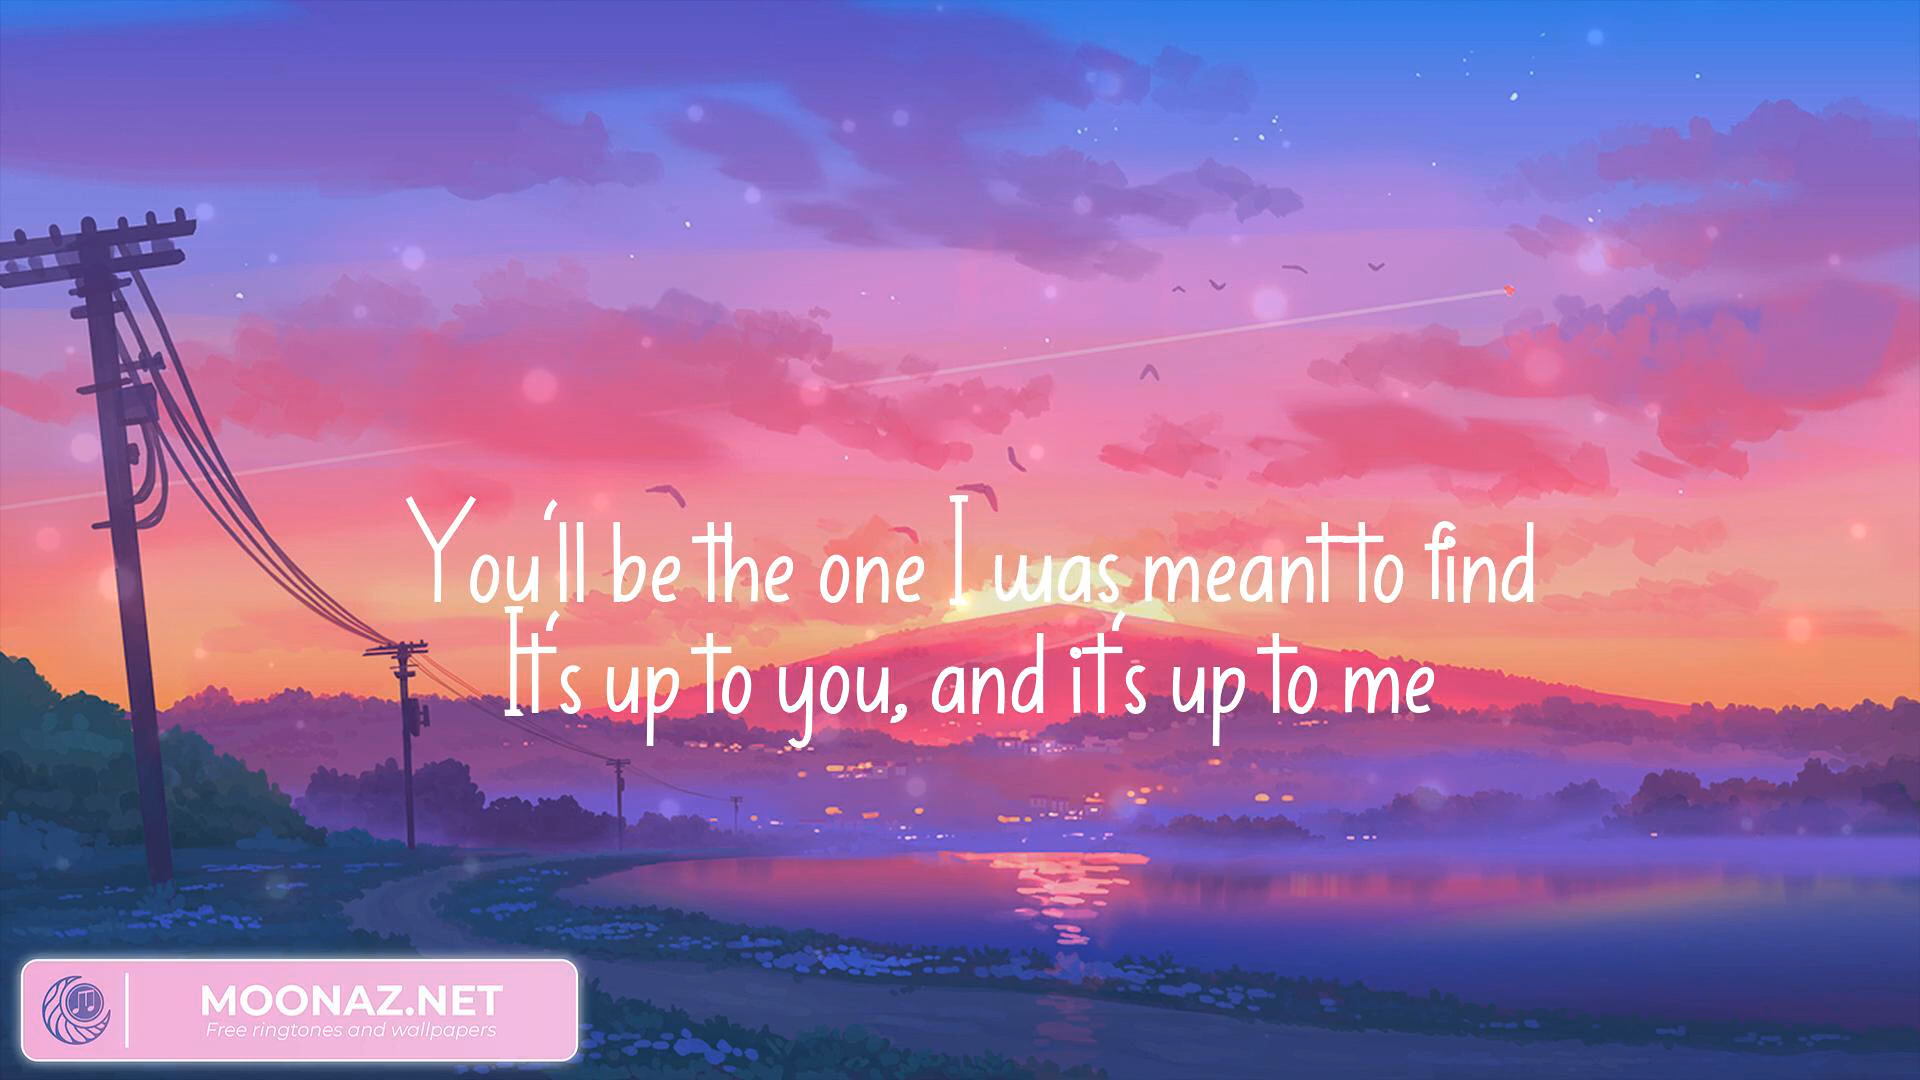 You'll be the one I was meant to find
It's up to you, and it's up to me
MOONAZ.NET
Free ringtones and wallpapers